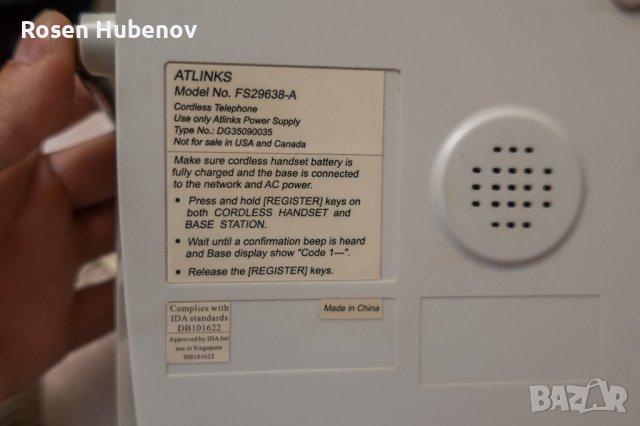 Rosen Hubenov
ATLINKS
Model No. FS29638-A
Cordless Telephone
Use only Atlinks Power Supply
Type No.: DG35090035
Not for sale in USA and Canada
Make sure cordless handset battery is
fully charged and the base is connected
to the network and AC power.
• Press and hold [REGISTER] keys on
both CORDLESS HANDSET and
BASE STATION.
• Wait until a confirmation beep is heard
and Base display show "Code 1---".
• Release the [REGISTER] keys.
Complies with
IDA standards
DB101622
Approved by IDA for
use in Singapore
DB101622
Made in China
BAZAR